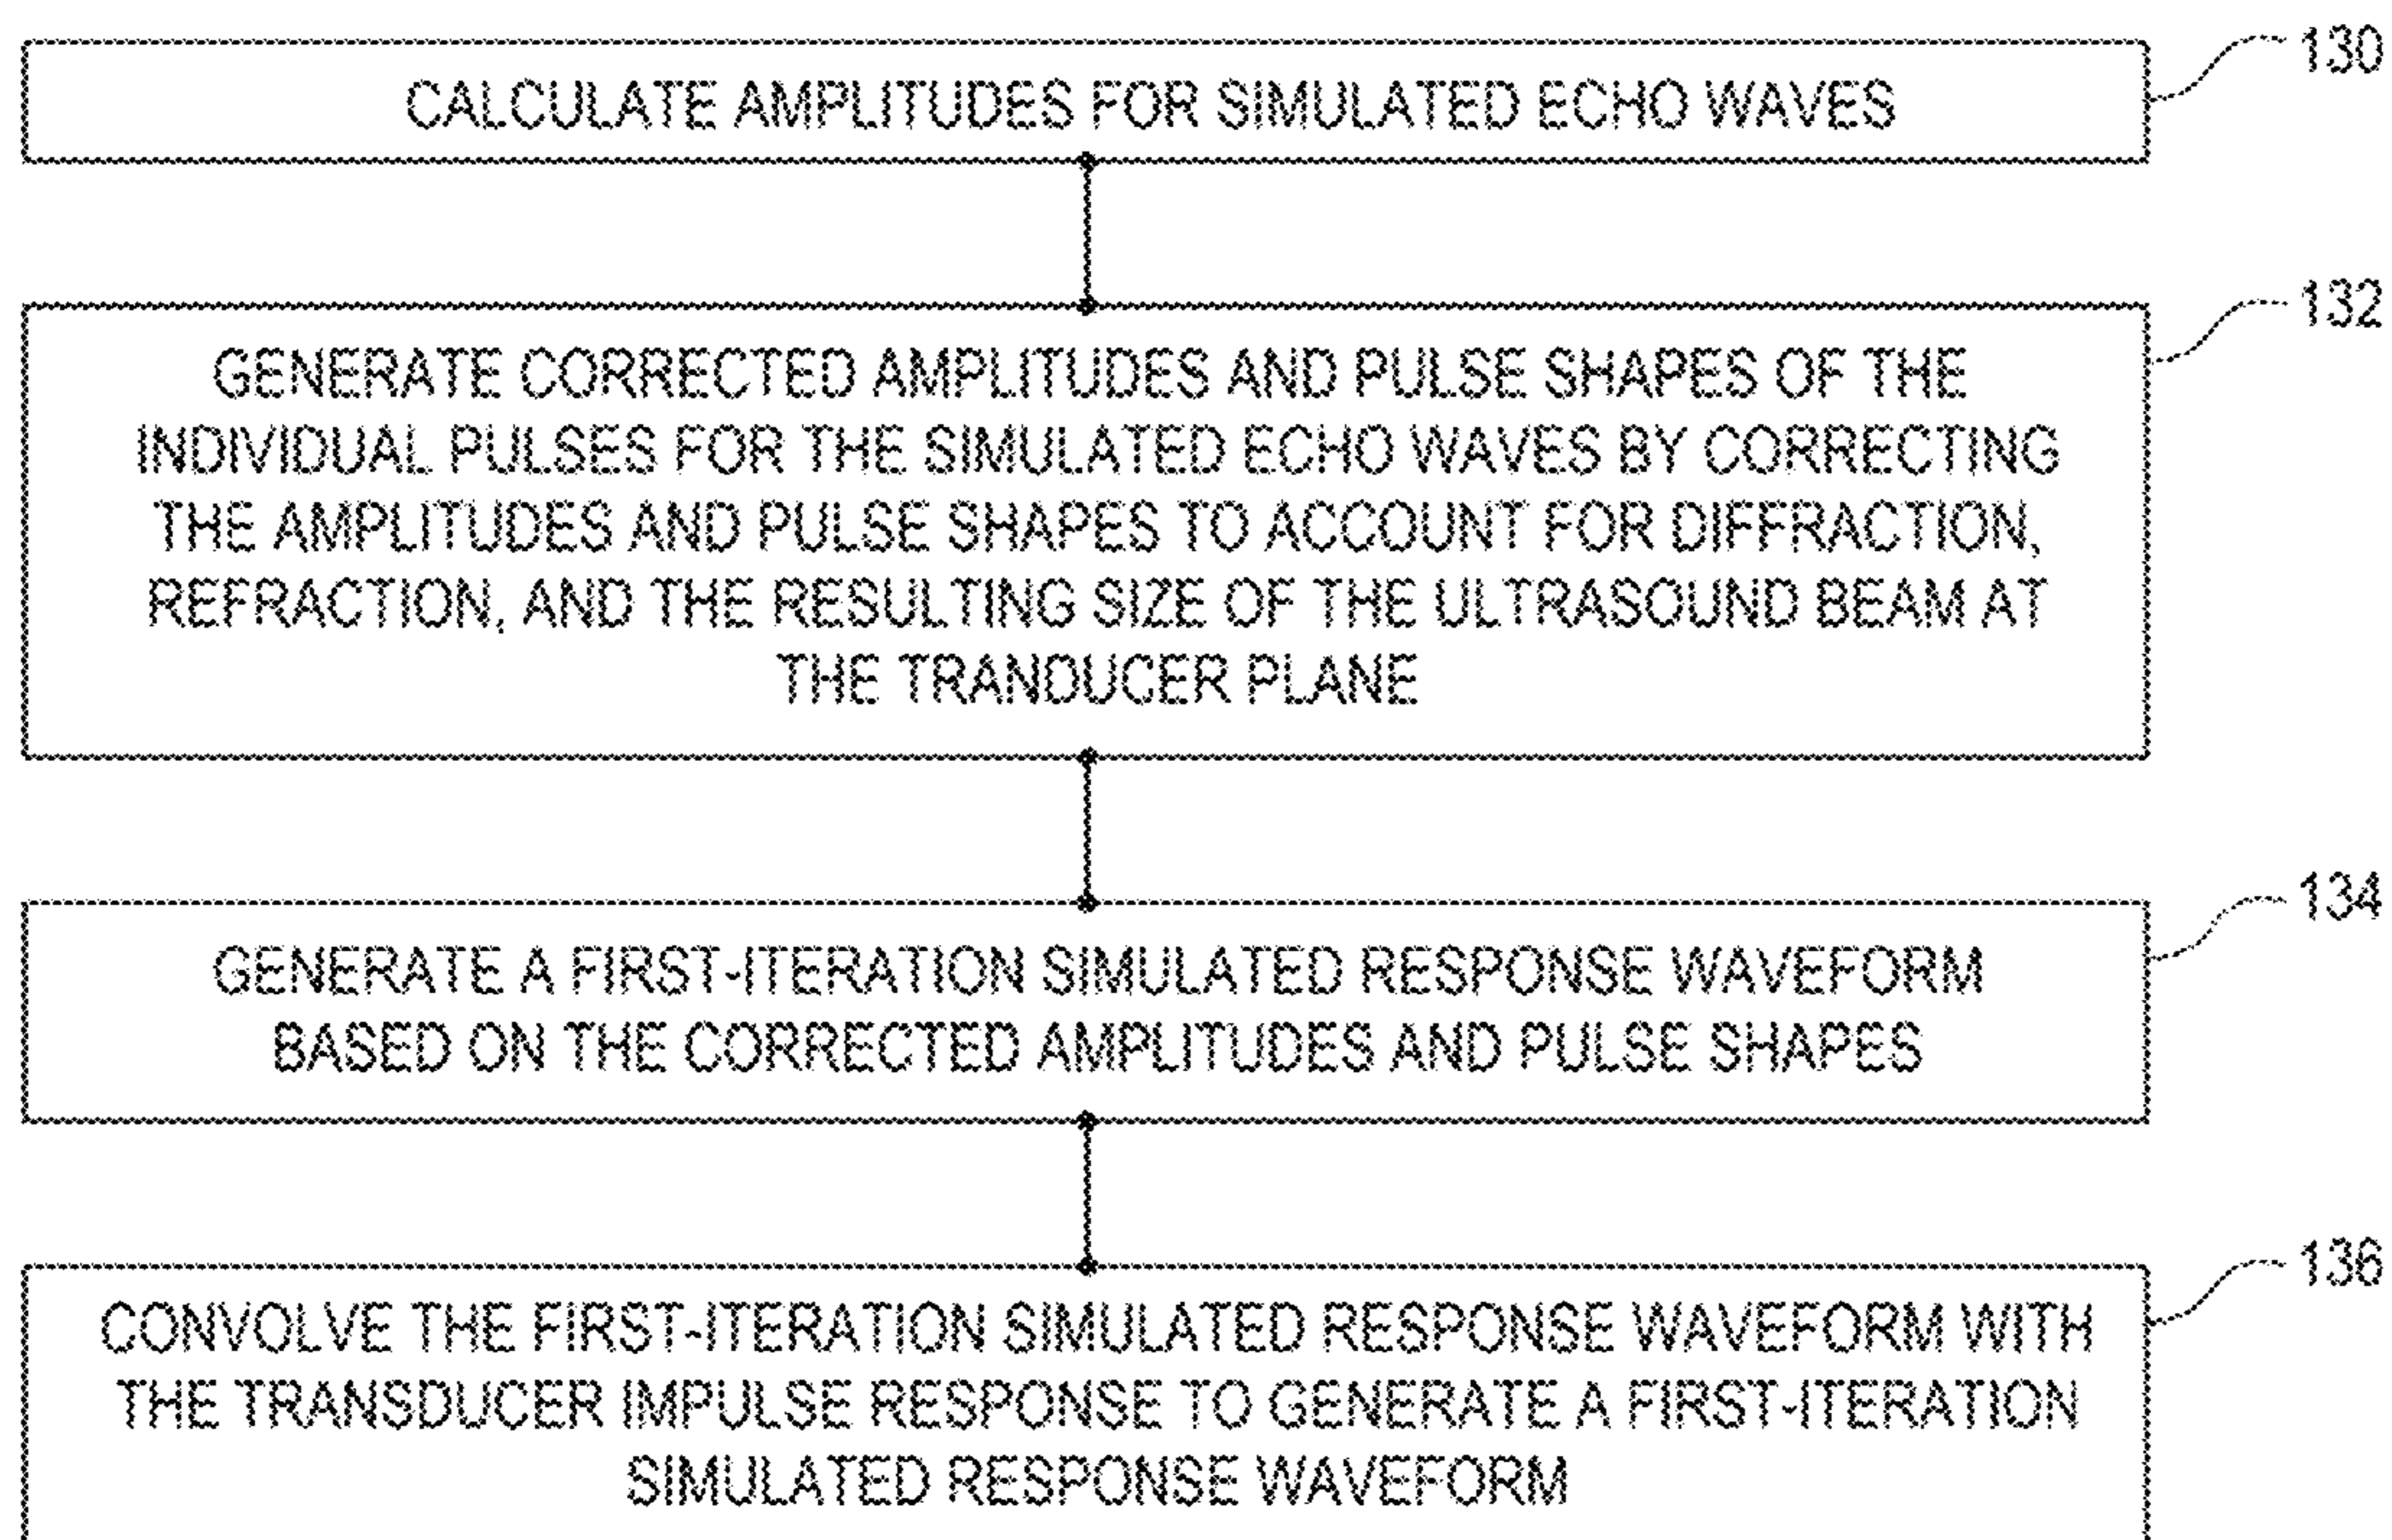 CALCULATE AMPLITUDES FOR SIMULATED ECHO WAVES
130
132
GENERATE CORRECTED AMPLITUDES AND PULSE SHAPES OF THE
INDIVIDUAL PULSES FOR THE SIMULATED ECHO WAVES BY CORRECTING
THE AMPLITUDES AND PULSE SHAPES TO ACCOUNT FOR DIFFRACTION,
REFRACTION, AND THE RESULTING SIZE OF THE ULTRASOUND BEAM AT
THE TRANDUCER PLANE
134
GENERATE A FIRST-ITERATION SIMULATED RESPONSE WAVEFORM
BASED ON THE CORRECTED AMPLITUDES AND PULSE SHAPES
136
CONVOLVE THE FIRST-ITERATION SIMULATED RESPONSE WAVEFORM WITH
THE TRANSDUCER IMPULSE RESPONSE TO GENERATE A FIRST-ITERATION
SIMULATED RESPONSE WAVEFORM